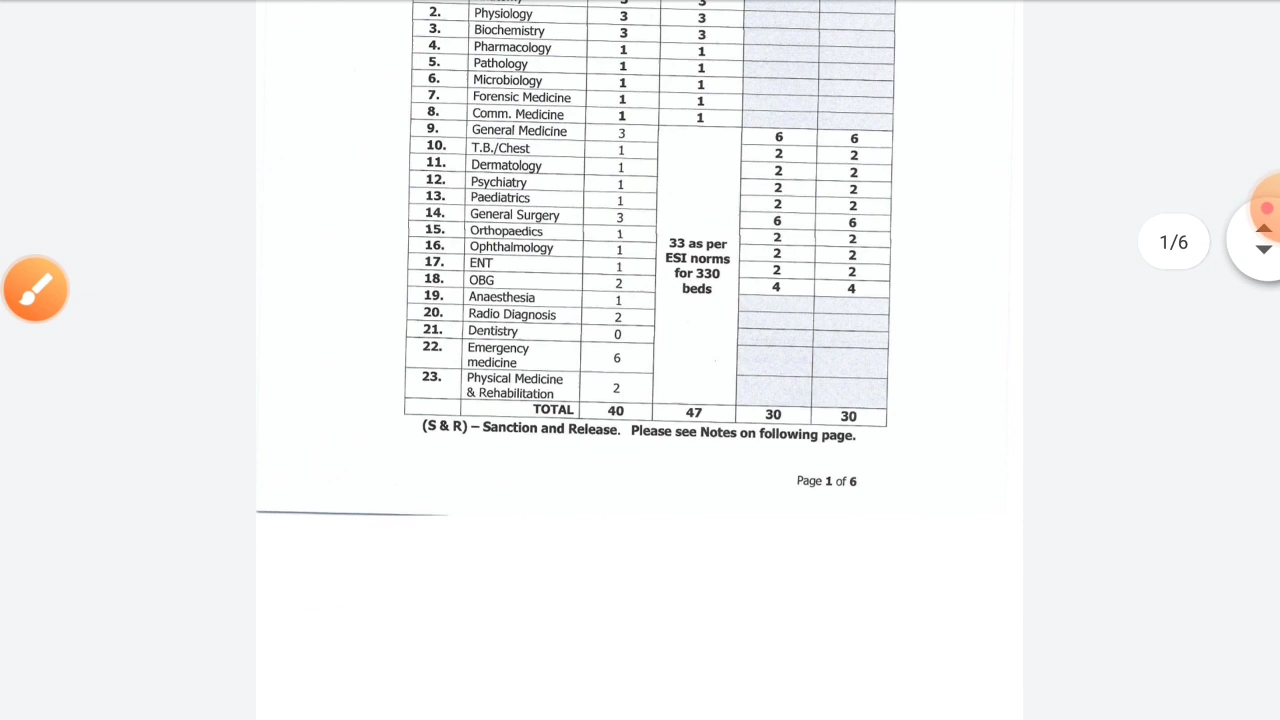 2. Physiology 3 3
3. Biochemistry 3 3
4. Pharmacology 1 1
5. Pathology 1 1
6. Microbiology 1 1
7. Forensic Medicine 1 1
8. Comm. Medicine 1 1
9. General Medicine 3 6 6
10. T.B./Chest 1 2 2
11. Dermatology 1 2 2
12. Psychiatry 1 2 2
13. Paediatrics 1 2 2
14. General Surgery 3 6 6
15. Orthopaedics 1 2 2
16. Ophthalmology 1 2 2
17. ENT 1 2 2
18. OBG 2 4 4
19. Anaesthesia 1
20. Radio Diagnosis 2
21. Dentistry 0
22. Emergency
medicine 6
23. Physical Medicine
& Rehabilitation 2
33 as per
ESI norms
for 330
beds
TOTAL 40 47 30 30
(S & R) – Sanction and Release. Please see Notes on following page.
Page 1 of 6
1/6